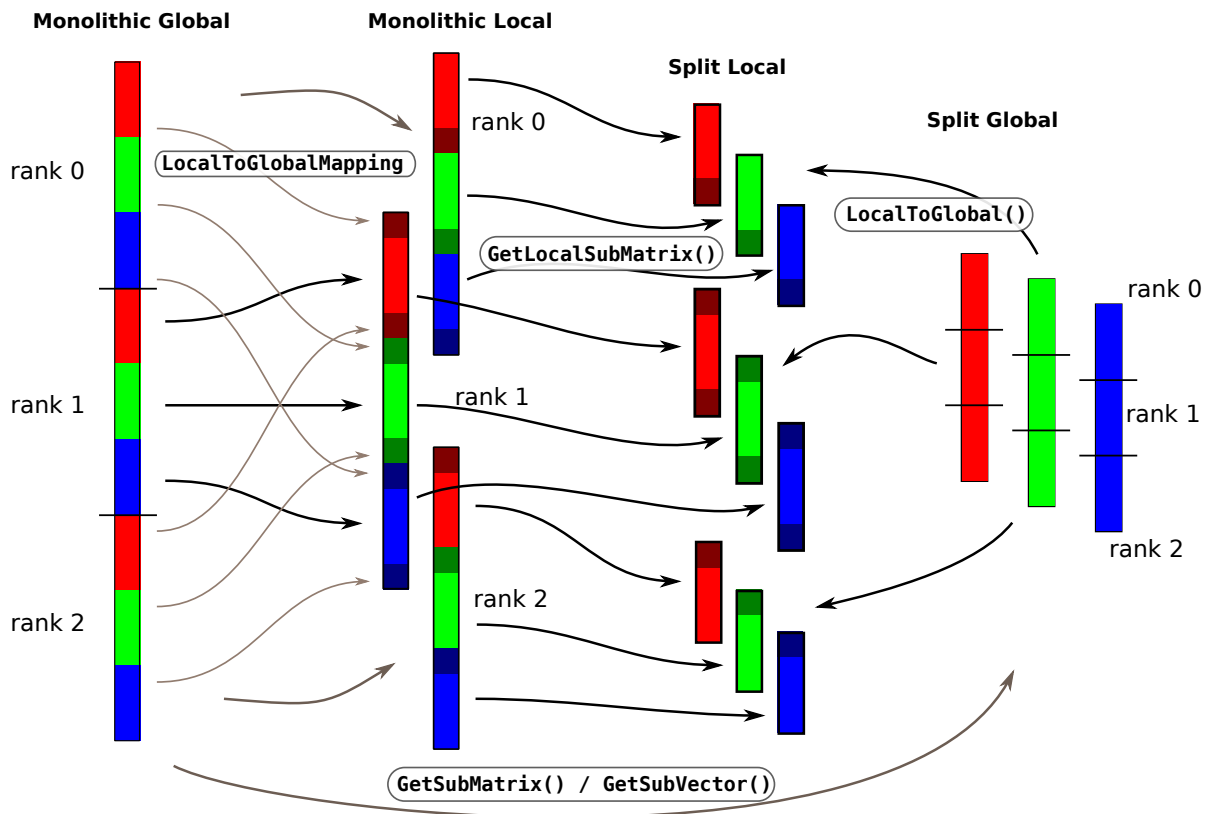 Monolithic Global
Monolithic Local
Split Local
Split Global
rank 0
LocalToGlobalMapping
rank 0
GetLocalSubMatrix()
LocalToGlobal()
rank 0
rank 1
rank 1
rank 1
rank 2
rank 2
rank 2
GetSubMatrix() / GetSubVector()